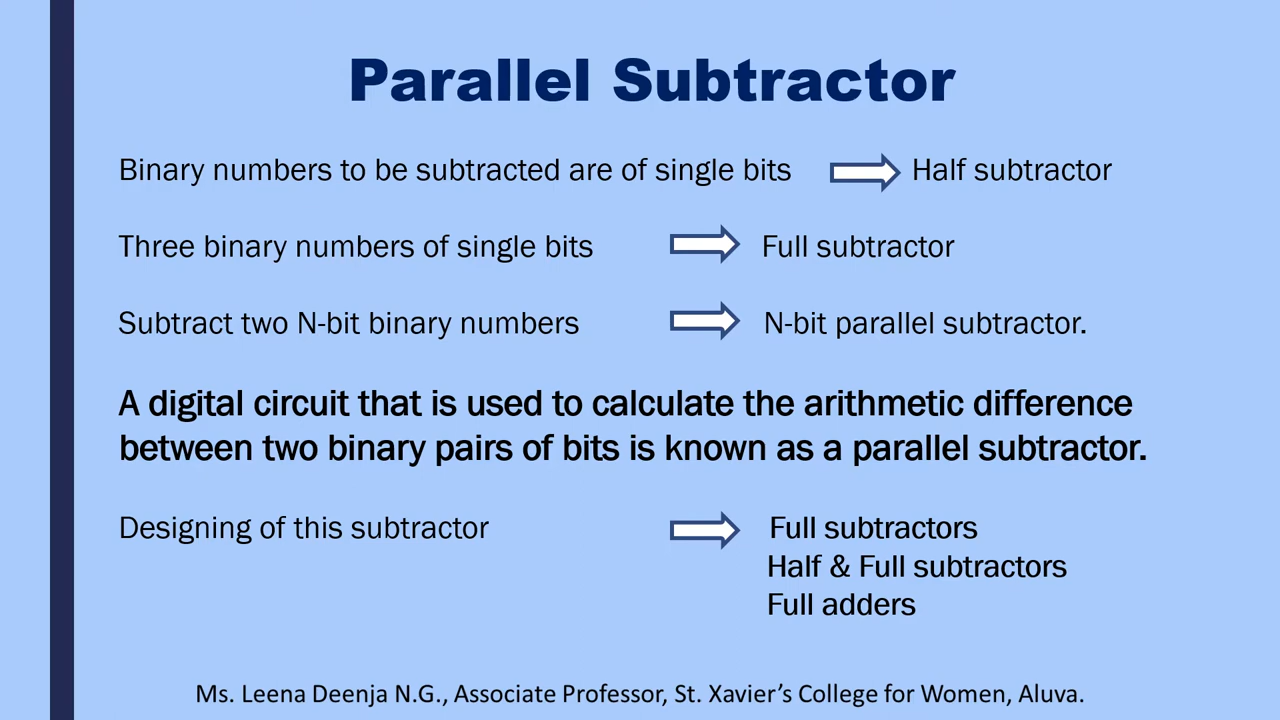 Parallel Subtractor
Binary numbers to be subtracted are of single bits Half subtractor
Three binary numbers of single bits Full subtractor
Subtract two N-bit binary numbers N-bit parallel subtractor.
A digital circuit that is used to calculate the arithmetic difference
between two binary pairs of bits is known as a parallel subtractor.
Designing of this subtractor Full subtractors
Half & Full subtractors
Full adders
Ms. Leena Deenja N.G., Associate Professor, St. Xavier’s College for Women, Aluva.